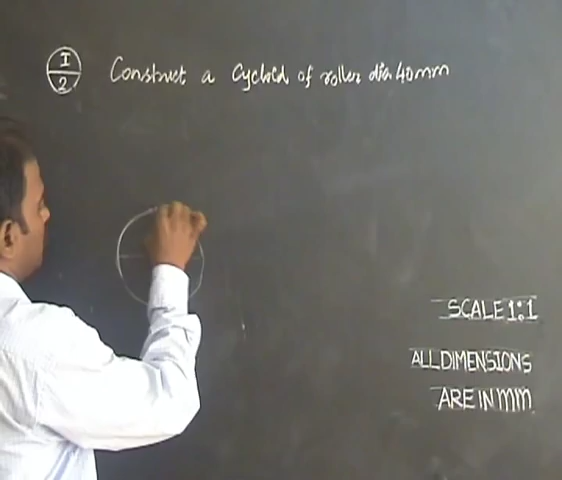 I
2
Construct a Cycloid of roller dia 40mm
SCALE 1:1
ALL DIMENSIONS
ARE IN mm